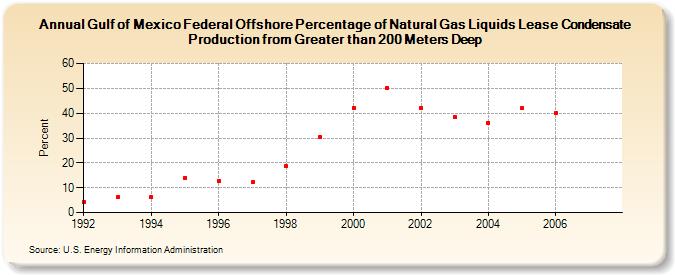 Annual Gulf of Mexico Federal Offshore Percentage of Natural Gas Liquids Lease Condensate
Production from Greater than 200 Meters Deep
Percent
60
50
40
30
20
10
0
1992 1994 1996 1998 2000 2002 2004 2006
Source: U.S. Energy Information Administration